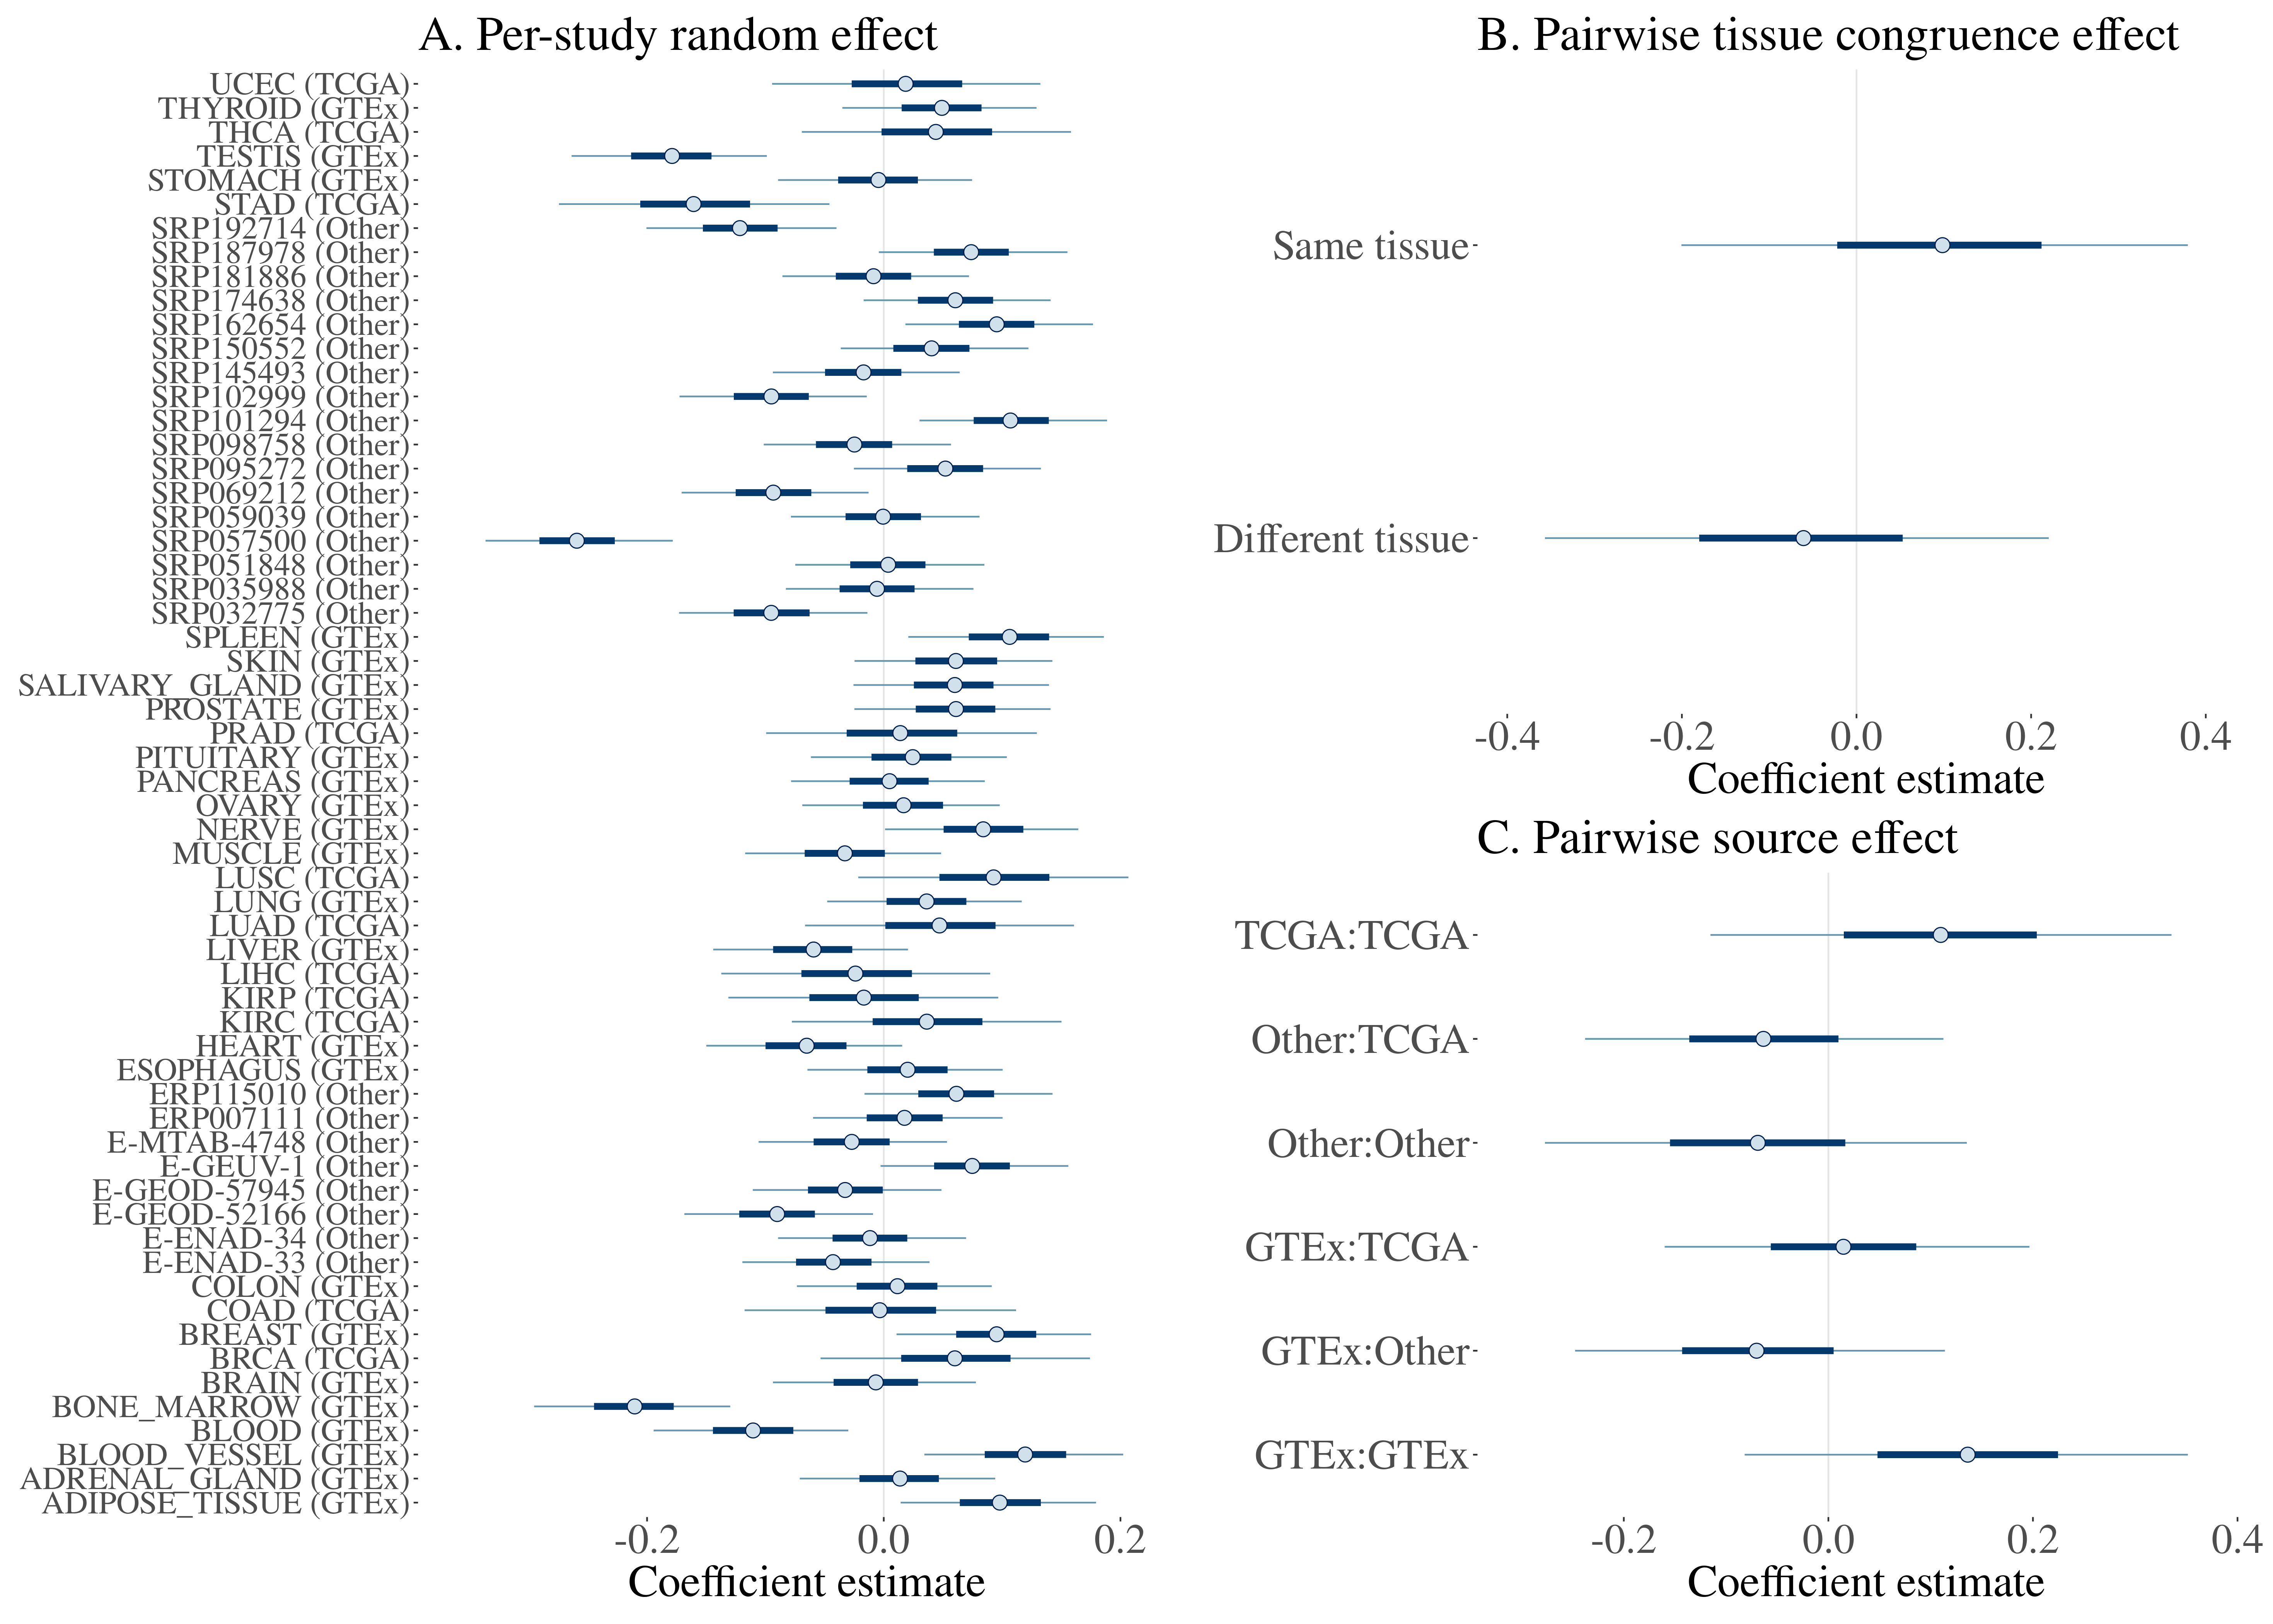 A. Per-study random effect
UCEC (TCGA)
THYROID (GTEx)
THCA (TCGA)
TESTIS (GTEx)
STOMACH (GTEx)
STAD (TCGA)
SRP192714 (Other)
SRP187978 (Other)
SRP181886 (Other)
SRP174638 (Other)
SRP162654 (Other)
SRP150552 (Other)
SRP145493 (Other)
SRP102999 (Other)
SRP101294 (Other)
SRP098758 (Other)
SRP095272 (Other)
SRP069212 (Other)
SRP059039 (Other)
SRP057500 (Other)
SRP051848 (Other)
SRP035988 (Other)
SRP032775 (Other)
SPLEEN (GTEx)
SKIN (GTEx)
SALIVARY_GLAND (GTEx)
PROSTATE (GTEx)
PRAD (TCGA)
PITUITARY (GTEx)
PANCREAS (GTEx)
OVARY (GTEx)
NERVE (GTEx)
MUSCLE (GTEx)
LUSC (TCGA)
LUNG (GTEx)
LUAD (TCGA)
LIVER (GTEx)
LIHC (TCGA)
KIRP (TCGA)
KIRC (TCGA)
HEART (GTEx)
ESOPHAGUS (GTEx)
ERP115010 (Other)
ERP007111 (Other)
E-MTAB-4748 (Other)
E-GEUV-1 (Other)
E-GEOD-57945 (Other)
E-GEOD-52166 (Other)
E-ENAD-34 (Other)
E-ENAD-33 (Other)
COLON (GTEx)
COAD (TCGA)
BREAST (GTEx)
BRCA (TCGA)
BRAIN (GTEx)
BONE_MARROW (GTEx)
BLOOD (GTEx)
BLOOD_VESSEL (GTEx)
ADRENAL_GLAND (GTEx)
ADIPOSE_TISSUE (GTEx)
-0.2 0.0 0.2
Coefficient estimate
B. Pairwise tissue congruence effect
Same tissue
Different tissue
-0.4 -0.2 0.0 0.2 0.4
Coefficient estimate
C. Pairwise source effect
TCGA:TCGA
Other:TCGA
Other:Other
GTEx:TCGA
GTEx:Other
GTEx:GTEx
-0.2 0.0 0.2 0.4
Coefficient estimate